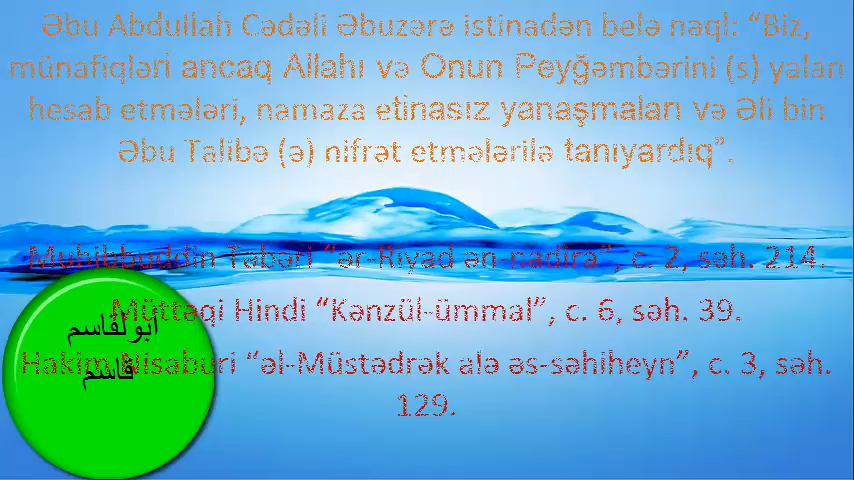 Əbu Abdullah Cədəli Əbuzərə istinadən belə nəql: “Biz,
münafiqləri ancaq Allahı və Onun Peyğəmbərini (s) yalan
hesab etmələri, namaza etinasız yanaşmaları və Əli bin
Əbu Talibə (ə) nifrət etmələrilə tanıyardıq”.
Muhibbuddin Təbəri “ər-Riyad ən-nadira”, c. 2, səh. 214.
Müttəqi Hindi “Kənzül-ümmal”, c. 6, səh. 39.
Hakim Nisaburi “əl-Müstədrək alə əs-səhiheyn”, c. 3, səh.
129.
ابولقاسم
قاسم